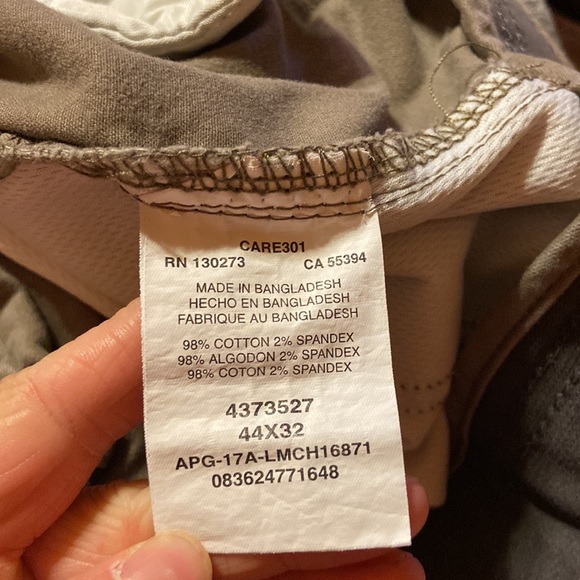 CARE301
RN 130273 CA 55394
MADE IN BANGLADESH
HECHO EN BANGLADESH
FABRIQUE AU BANGLADESH
98% COTTON 2% SPANDEX
98% ALGODON 2% SPANDEX
98% COTON 2% SPANDEX
4373527
44X32
APG-17A-LMCH16871
083624771648